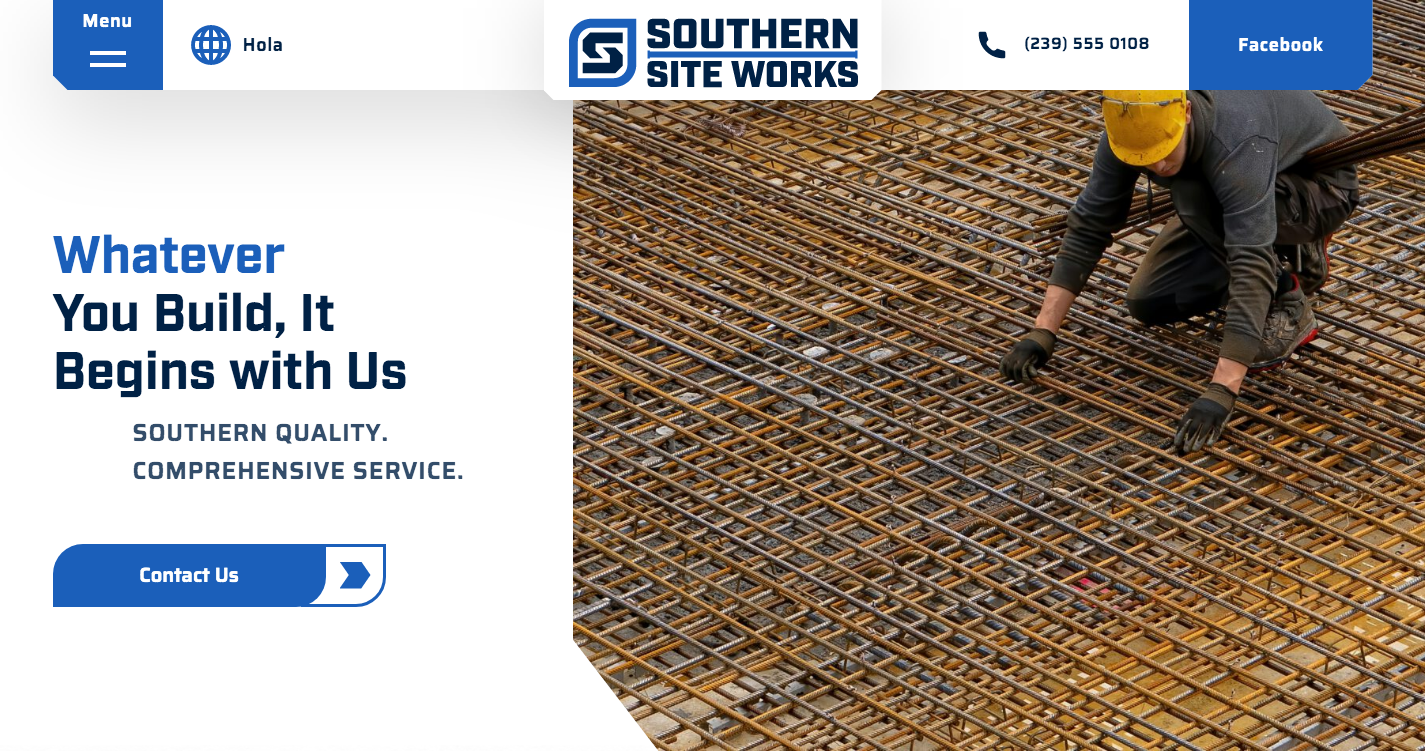 Menu
Hola
SOUTHERN
SITE WORKS
(239) 555 0108
Facebook
Whatever
You Build, It
Begins with Us
SOUTHERN QUALITY.
COMPREHENSIVE SERVICE.
Contact Us